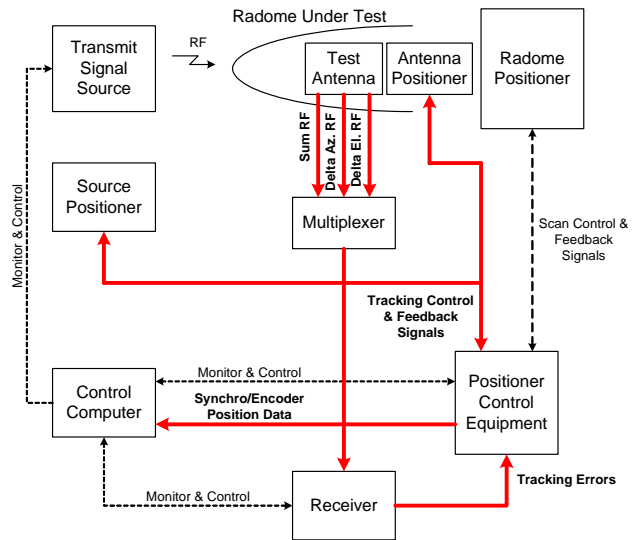 Radome Under Test
Transmit
Signal
Source
RF
Test
Antenna
Antenna
Positioner
Radome
Positioner
Sum RF
Delta Az. RF
Delta El. RF
Source
Positioner
Multiplexer
Monitor & Control
Scan Control &
Feedback
Signals
Tracking Control
& Feedback
Signals
Control
Computer
Monitor & Control
Synchro/Encoder
Position Data
Positioner
Control
Equipment
Monitor & Control
Receiver
Tracking Errors